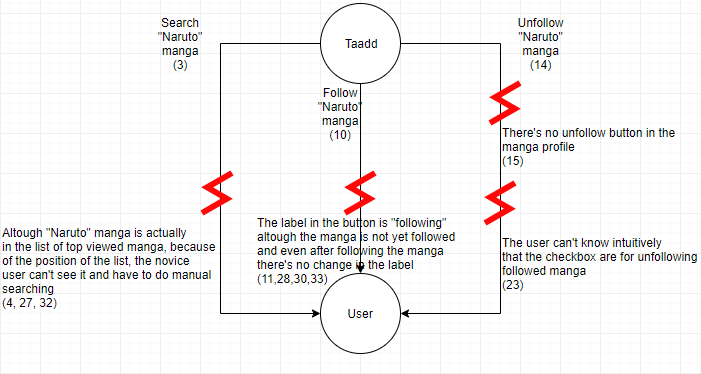 Search
"Naruto"
manga
(3)
Taadd
Unfollow
"Naruto"
manga
(14)
Follow
"Naruto"
manga
(10)
There's no unfollow button in the
manga profile
(15)
Altough "Naruto" manga is actually
in the list of top viewed manga, because
of the position of the list, the novice
user can't see it and have to do manual
searching
(4, 27, 32)
The label in the button is "following"
altough the manga is not yet followed
and even after following the manga
there's no change in the label
(11,28,30,33)
The user can't know intuitively
that the checkbox are for unfollowing
followed manga
(23)
User